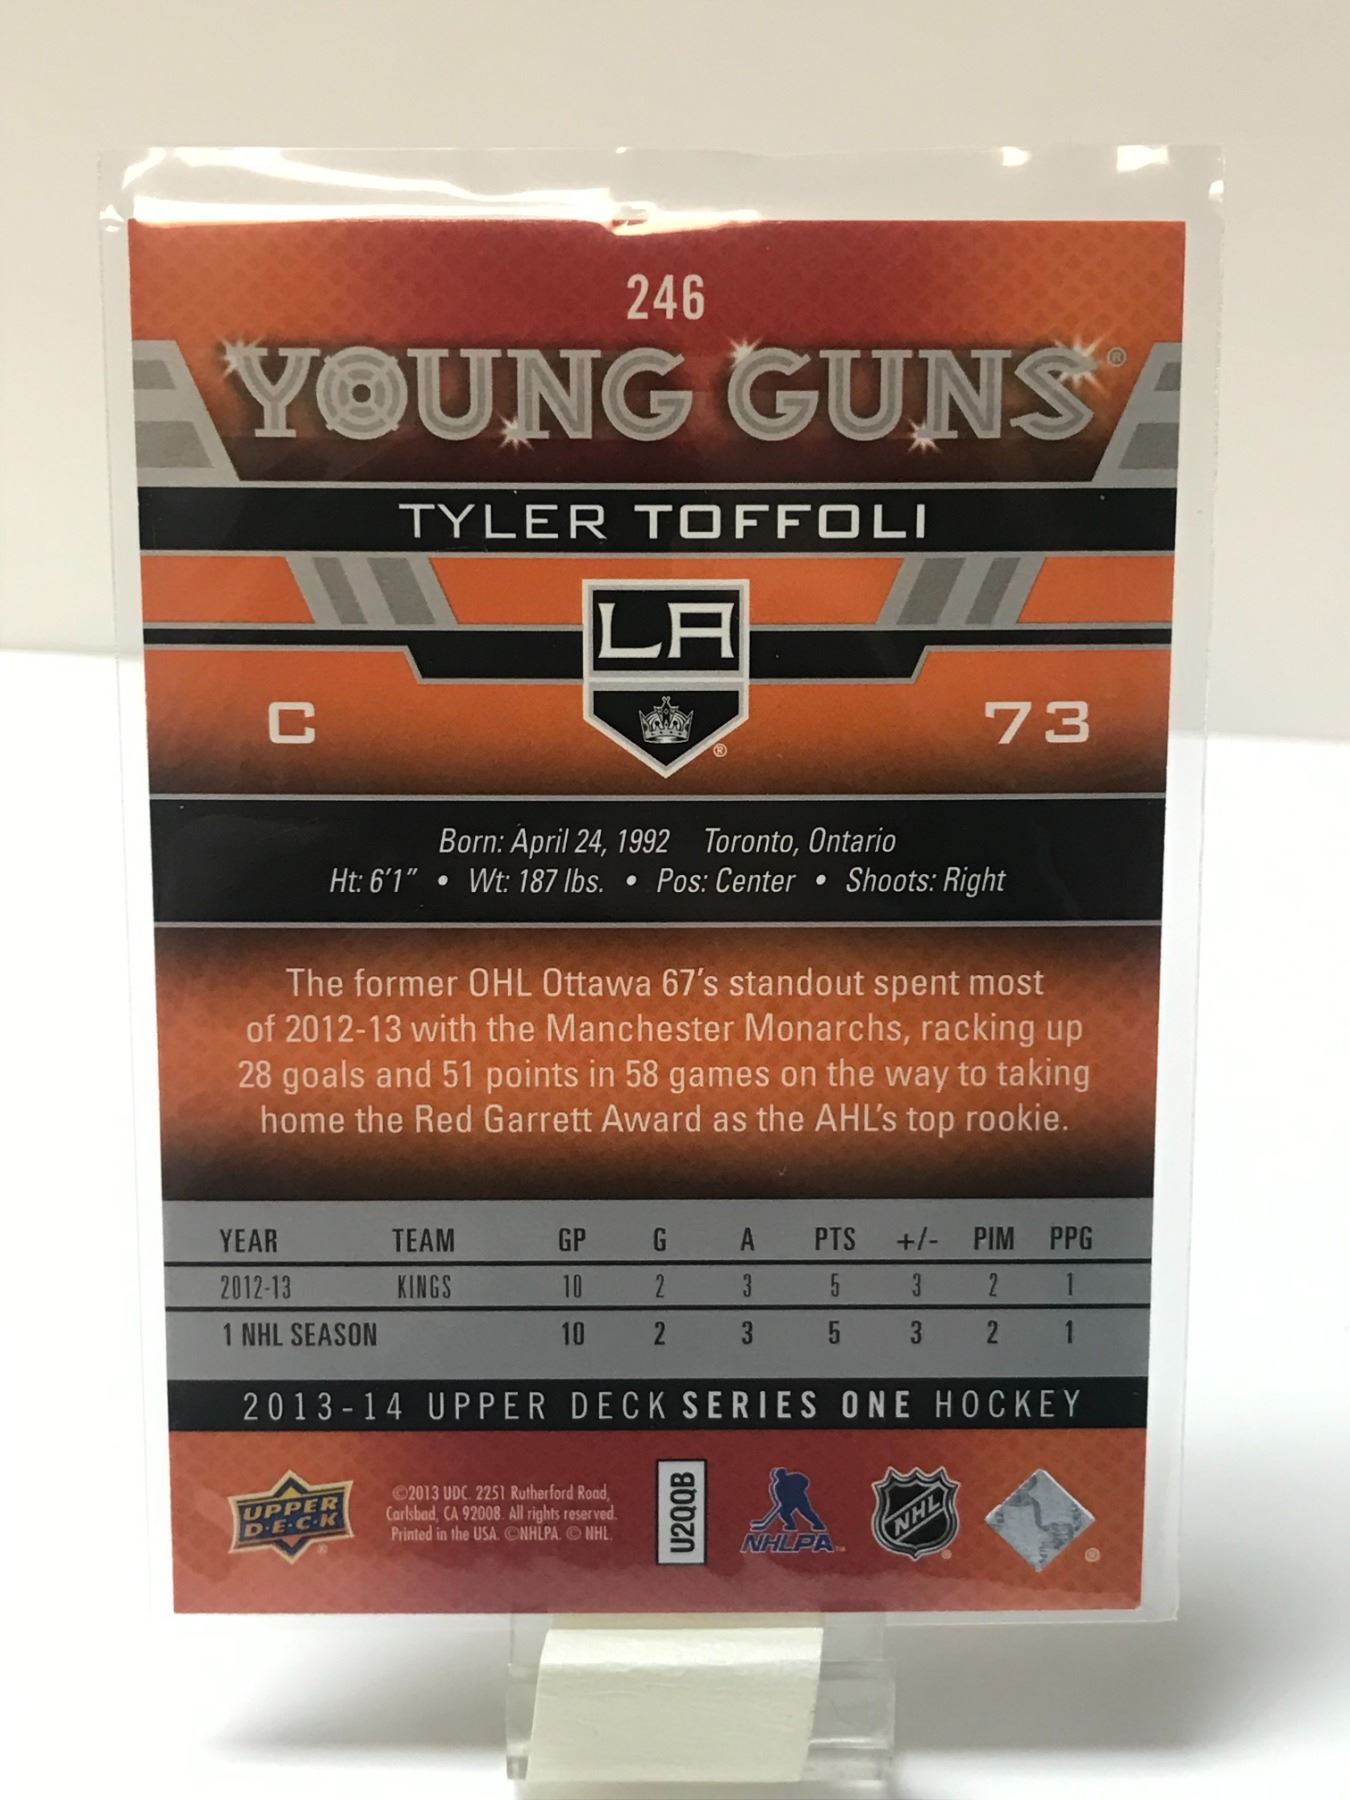 246
YOUNG GUNS®
TYLER TOFFOLI
LA
C 73
®
Born: April 24, 1992 Toronto, Ontario
Ht: 6'1" • Wt: 187 lbs. • Pos: Center • Shoots: Right
The former OHL Ottawa 67's standout spent most
of 2012-13 with the Manchester Monarchs, racking up
28 goals and 51 points in 58 games on the way to taking
home the Red Garrett Award as the AHL's top rookie.
YEAR TEAM GP G A PTS +/- PIM PPG
2012-13 KINGS 10 2 3 5 3 2 1
1 NHL SEASON 10 2 3 5 3 2 1
2013-14 UPPER DECK SERIES ONE HOCKEY
UPPER
D·E·C·K
®
©2013 UDC. 2251 Rutherford Road,
Carlsbad, CA 92008. All rights reserved.
Printed in the USA. ©NHLPA. © NHL.
U2QQB
NHLPA™
NHL
®
®